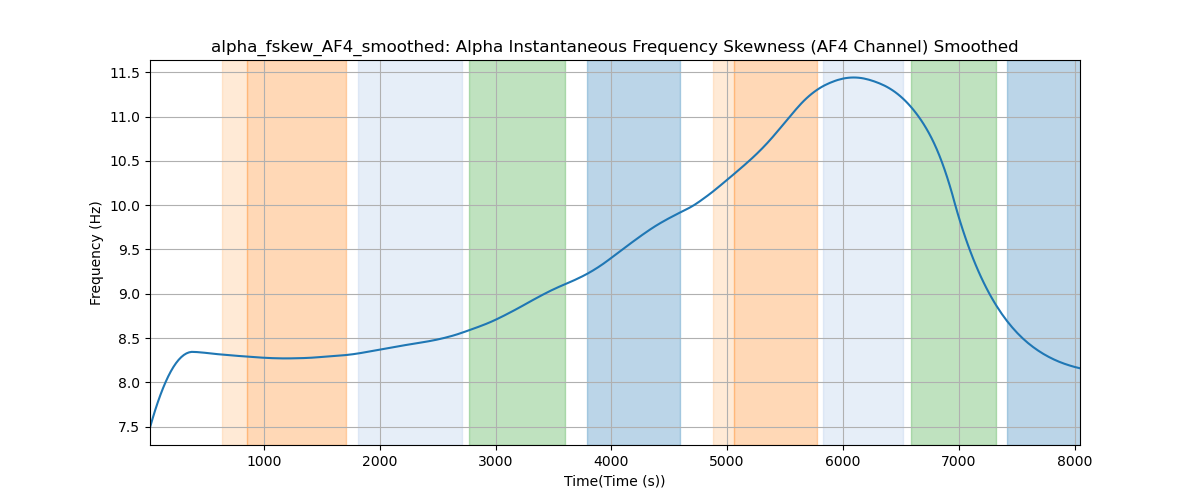 alpha_fskew_AF4_smoothed: Alpha Instantaneous Frequency Skewness (AF4 Channel) Smoothed
11.5
11.0
10.5
10.0
9.5
9.0
8.5
8.0
7.5
Frequency (Hz)
1000 2000 3000 4000 5000 6000 7000 8000
Time(Time (s))